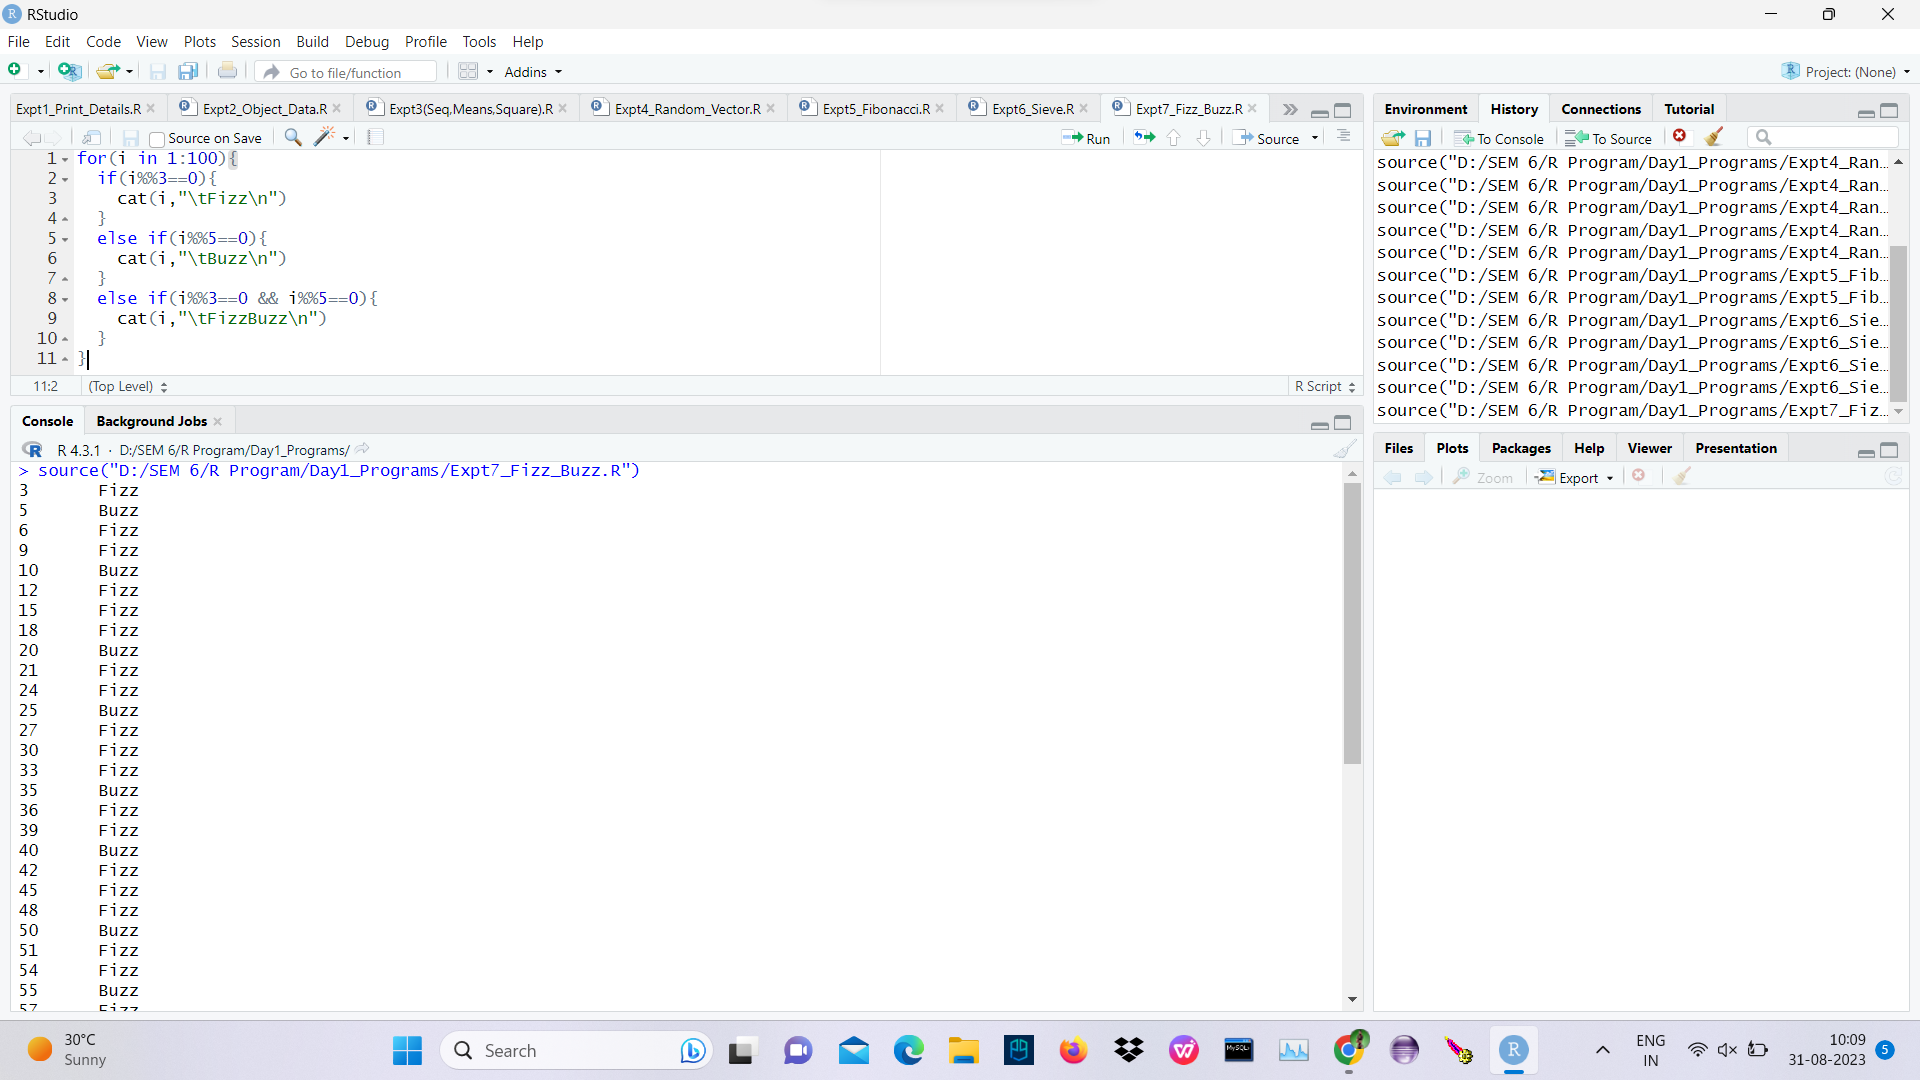 RStudio
File Edit Code View Plots Session Build Debug Profile Tools Help
Go to file/function Addins Project: (None)
Expt1_Print_Details.R Expt2_Object_Data.R Expt3(Seq,Means,Square).R Expt4_Random_Vector.R Expt5_Fibonacci.R Expt6_Sieve.R Expt7_Fizz_Buzz.R
Source on Save Run Source
1 for(i in 1:100){
2 if(i%%3==0){
3 cat(i,"\tFizz\n")
4 }
5 else if(i%%5==0){
6 cat(i,"\tBuzz\n")
7 }
8 else if(i%%3==0 && i%%5==0){
9 cat(i,"\tFizzBuzz\n")
10 }
11 }
11:2 (Top Level) R Script
Console Background Jobs
R 4.3.1 · D:/SEM 6/R Program/Day1_Programs/
> source("D:/SEM 6/R Program/Day1_Programs/Expt7_Fizz_Buzz.R")
3 Fizz
5 Buzz
6 Fizz
9 Fizz
10 Buzz
12 Fizz
15 Fizz
18 Fizz
20 Buzz
21 Fizz
24 Fizz
25 Buzz
27 Fizz
30 Fizz
33 Fizz
35 Buzz
36 Fizz
39 Fizz
40 Buzz
42 Fizz
45 Fizz
48 Fizz
50 Buzz
51 Fizz
54 Fizz
55 Buzz
57 Fizz
Environment History Connections Tutorial
To Console To Source
source("D:/SEM 6/R Program/Day1_Programs/Expt4_Ran…
source("D:/SEM 6/R Program/Day1_Programs/Expt4_Ran…
source("D:/SEM 6/R Program/Day1_Programs/Expt4_Ran…
source("D:/SEM 6/R Program/Day1_Programs/Expt4_Ran…
source("D:/SEM 6/R Program/Day1_Programs/Expt4_Ran…
source("D:/SEM 6/R Program/Day1_Programs/Expt5_Fib…
source("D:/SEM 6/R Program/Day1_Programs/Expt5_Fib…
source("D:/SEM 6/R Program/Day1_Programs/Expt6_Sie…
source("D:/SEM 6/R Program/Day1_Programs/Expt6_Sie…
source("D:/SEM 6/R Program/Day1_Programs/Expt6_Sie…
source("D:/SEM 6/R Program/Day1_Programs/Expt6_Sie…
source("D:/SEM 6/R Program/Day1_Programs/Expt7_Fiz…
Files Plots Packages Help Viewer Presentation
Zoom Export
30°C
Sunny
Search
MySQL
ENG
IN
10:09
31-08-2023
5